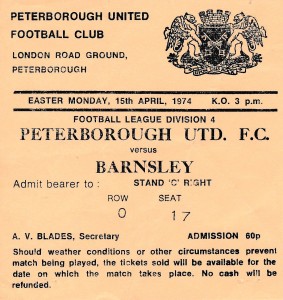 PETERBOROUGH UNITED
FOOTBALL CLUB
LONDON ROAD GROUND,
PETERBOROUGH
EASTER MONDAY, 15th APRIL, 1974 K.O. 3 p.m.
FOOTBALL LEAGUE DIVISION 4
PETERBOROUGH UTD. F.C.
versus
BARNSLEY
Admit bearer to : STAND 'C' RIGHT
ROW SEAT
O 17
A. V. BLADES, Secretary ADMISSION 60p
Should weather conditions or other circumstances prevent
match being played, the tickets sold will be available for the
date on which the match takes place. No cash will be
refunded.